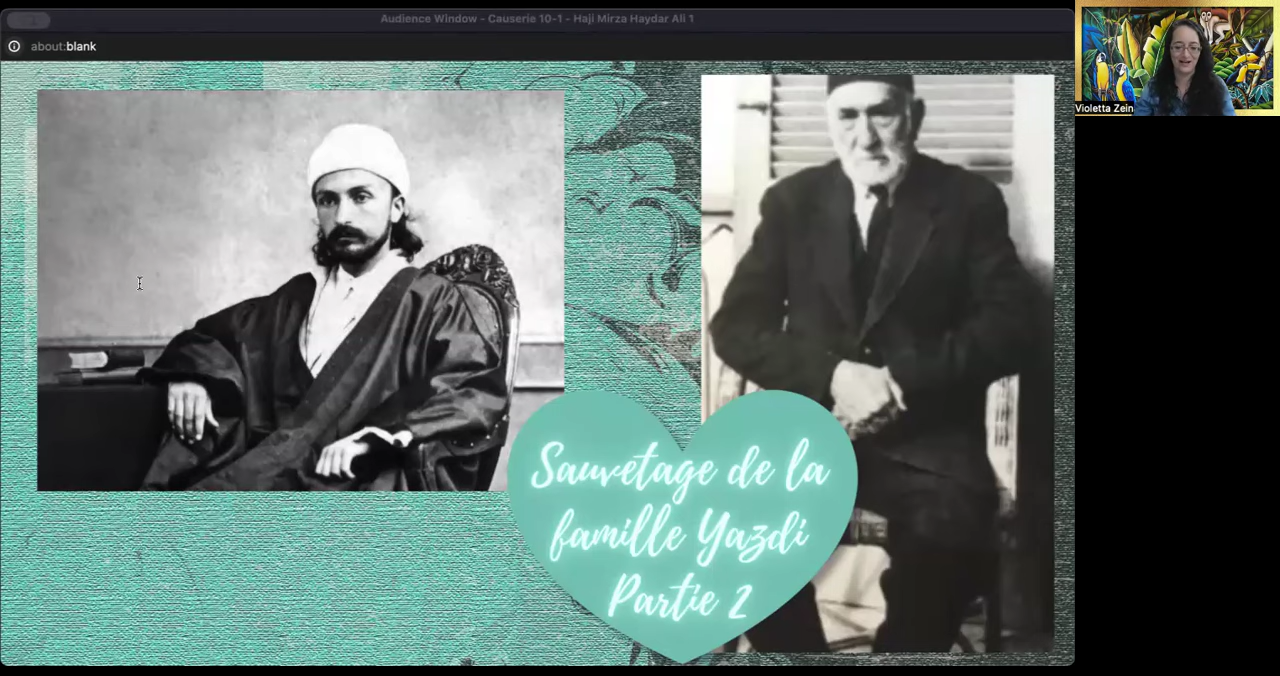 Audience Window - Causerie 10-1 - Haji Mirza Haydar Ali 1
about:blank
Violetta Zein
Sauvetage de la
famille Yazdi
Partie 2